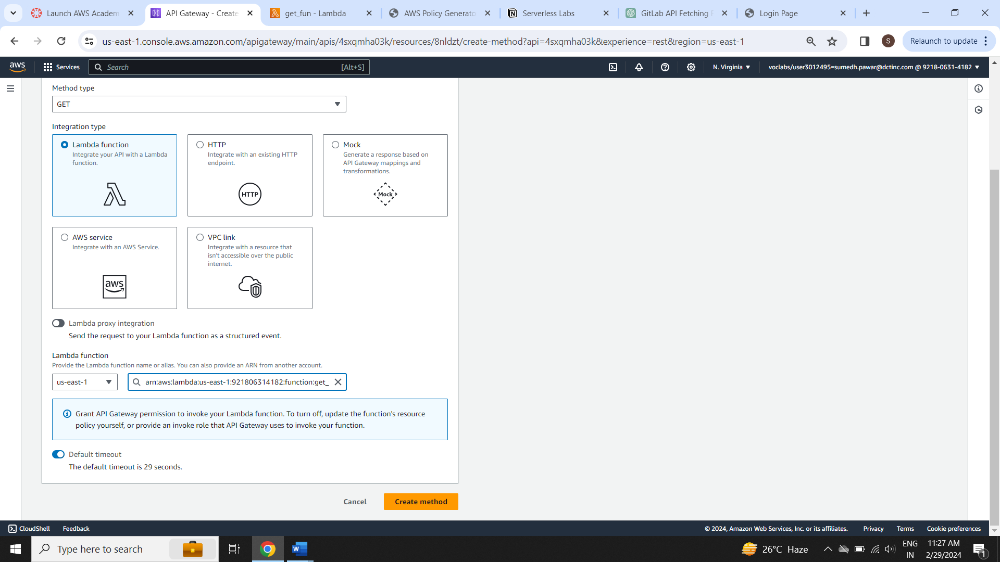 Launch AWS Academ
API Gateway - Create
get_fun - Lambda
AWS Policy Generato
Serverless Labs
GitLab API Fetching
Login Page
us-east-1.console.aws.amazon.com/apigateway/main/apis/4sxqmha03k/resources/8nldzt/create-method?api=4sxqmha03k&experience=rest&region=us-east-1
S
Relaunch to update
aws
Services
Search
[Alt+S]
N. Virginia
voclabs/user3012495=sumedh.pawar@dctinc.com @ 9218-0631-4182
Method type
GET
Integration type
Lambda function
Integrate your API with a Lambda
function.
HTTP
Integrate with an existing HTTP
endpoint.
HTTP
Mock
Generate a response based on
API Gateway mappings and
transformations.
Mock
AWS service
Integrate with an AWS Service.
aws
VPC link
Integrate with a resource that
isn't accessible over the public
internet.
Lambda proxy integration
Send the request to your Lambda function as a structured event.
Lambda function
Provide the Lambda function name or alias. You can also provide an ARN from another account.
us-east-1
arn:aws:lambda:us-east-1:921806314182:function:get_
Grant API Gateway permission to invoke your Lambda function. To turn off, update the function's resource
policy yourself, or provide an invoke role that API Gateway uses to invoke your function.
Default timeout
The default timeout is 29 seconds.
Cancel
Create method
CloudShell
Feedback
© 2024, Amazon Web Services, Inc. or its affiliates.
Privacy
Terms
Cookie preferences
Type here to search
W
26°C Haze
ENG
IN
11:27 AM
2/29/2024
1